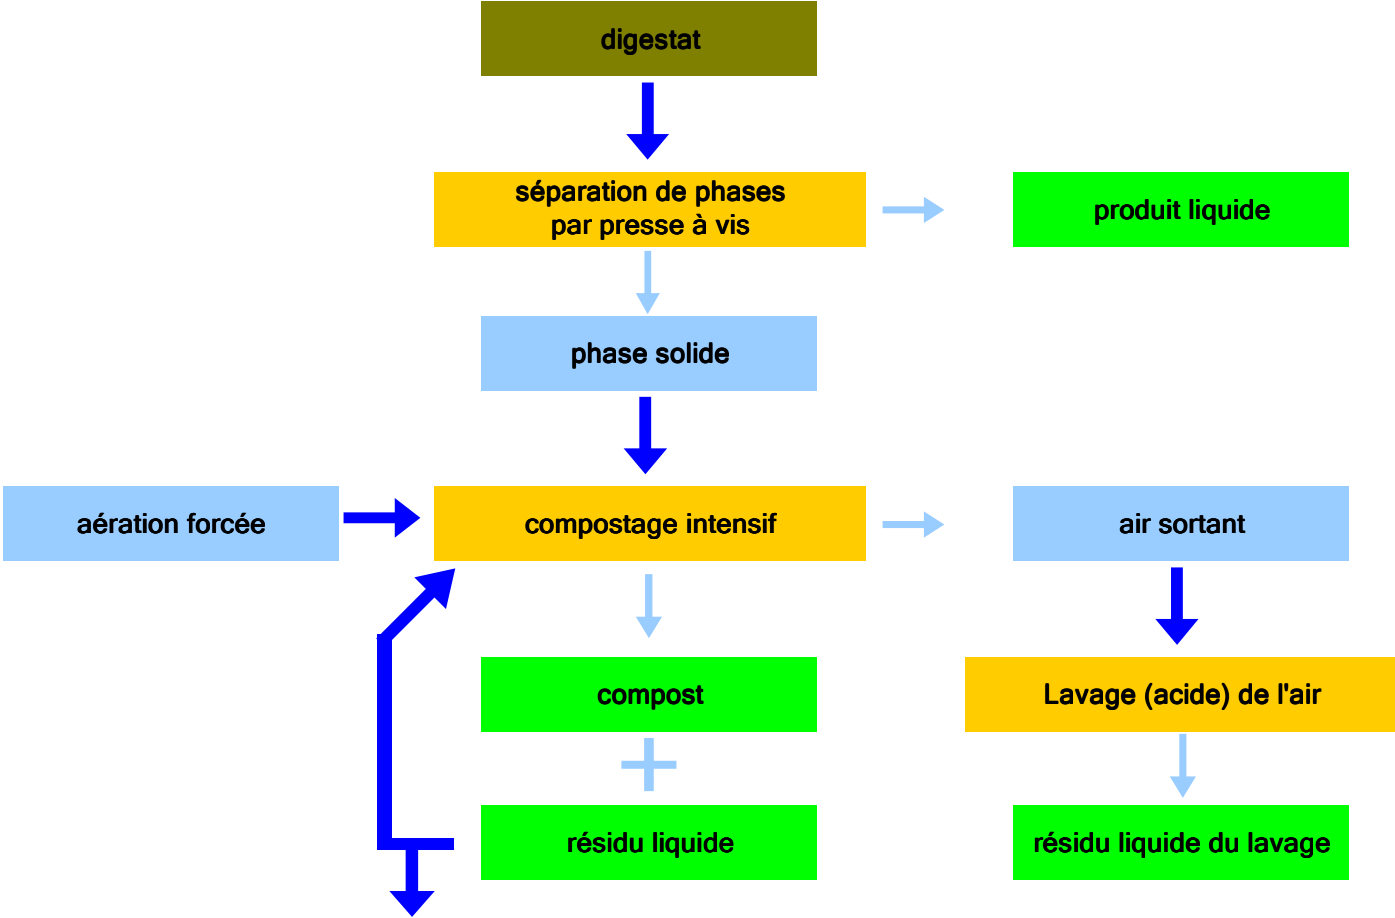 digestat
séparation de phases
par presse à vis
produit liquide
phase solide
aération forcée
compostage intensif
air sortant
compost
Lavage (acide) de l'air
résidu liquide
résidu liquide du lavage